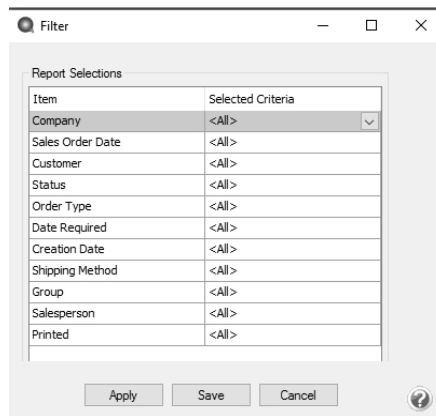 Filter
Report Selections
Item Selected Criteria
Company <All>
Sales Order Date <All>
Customer <All>
Status <All>
Order Type <All>
Date Required <All>
Creation Date <All>
Shipping Method <All>
Group <All>
Salesperson <All>
Printed <All>
Apply Save Cancel ?